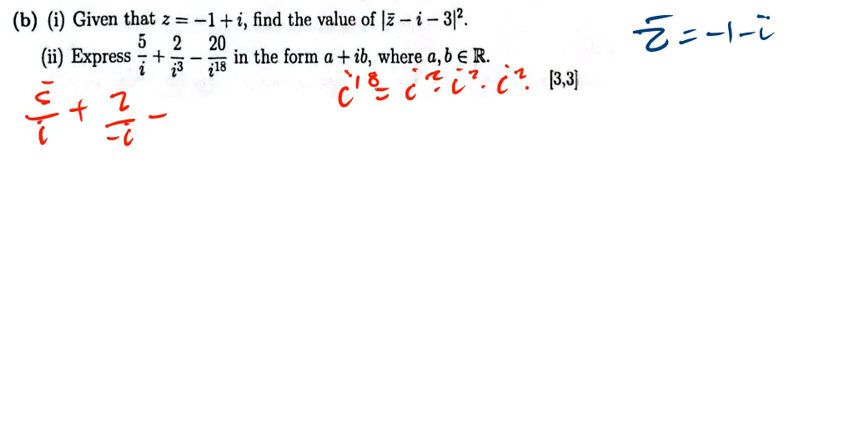 (b) (i) Given that z = −1 + i, find the value of |z̄ − i − 3|².
z̄ = -1 - i
(ii) Express 5/i + 2/i³ − 20/i¹⁸ in the form a + ib, where a, b ∈ ℝ.
[3,3]
i¹⁸ = i² · i² · i² ·
5/i + 2/-i -